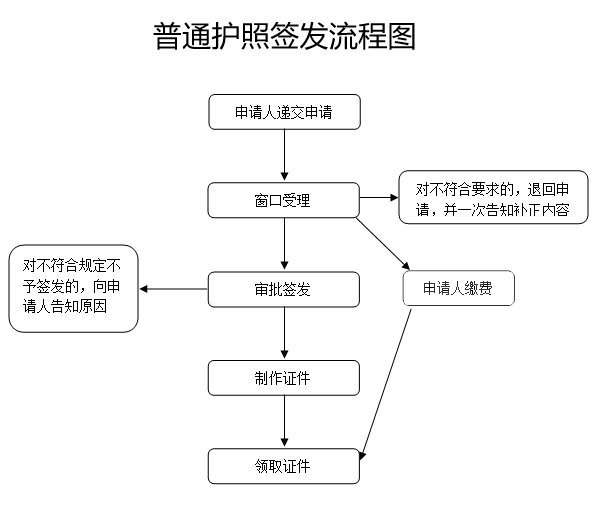 普通护照签发流程图
申请人递交申请
窗口受理
对不符合要求的，退回申
请，并一次告知补正内容
对不符合规定不
予签发的，向申
请人告知原因
审批签发
申请人缴费
制作证件
领取证件